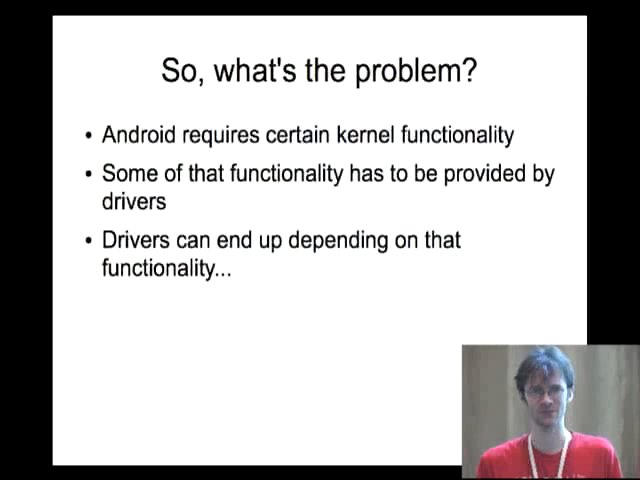 So, what's the problem?
• Android requires certain kernel functionality
• Some of that functionality has to be provided by
drivers
• Drivers can end up depending on that
functionality...